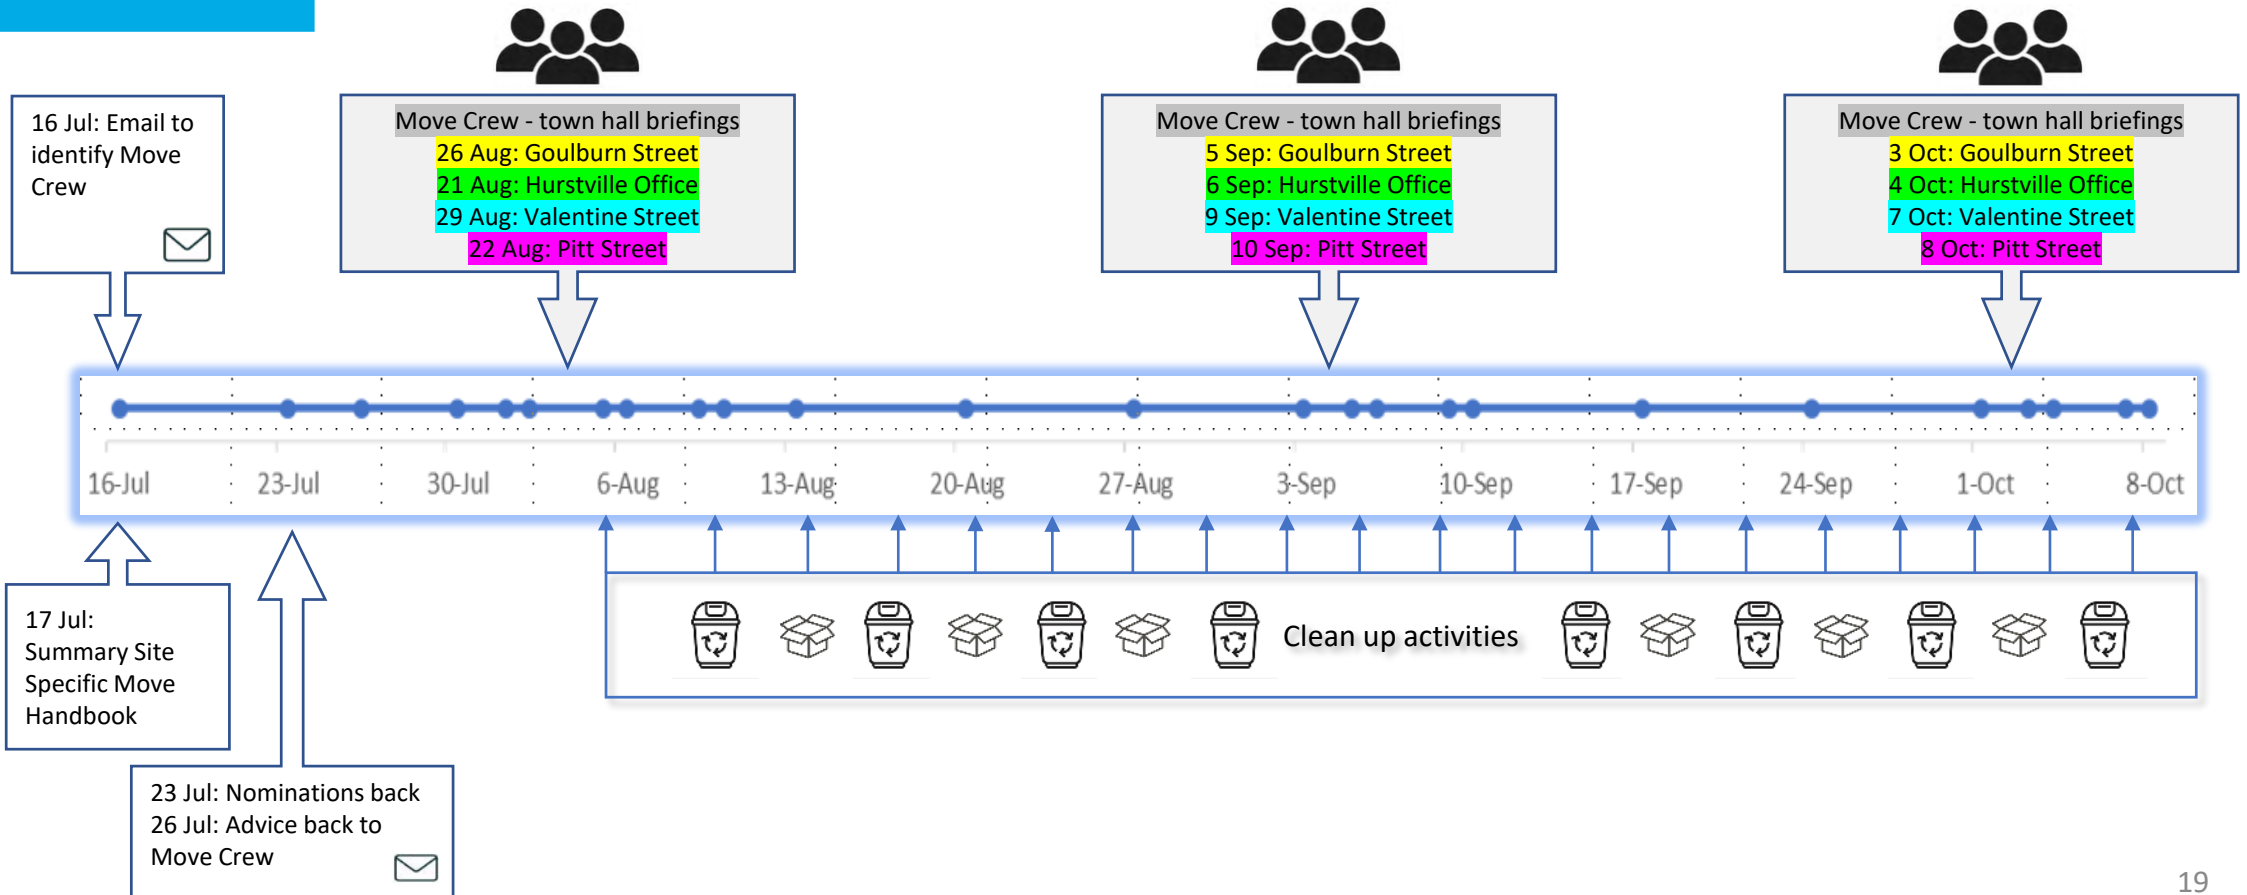 16 Jul: Email to
identify Move
Crew
Move Crew - town hall briefings
26 Aug: Goulburn Street
21 Aug: Hurstville Office
29 Aug: Valentine Street
22 Aug: Pitt Street
Move Crew - town hall briefings
5 Sep: Goulburn Street
6 Sep: Hurstville Office
9 Sep: Valentine Street
10 Sep: Pitt Street
Move Crew - town hall briefings
3 Oct: Goulburn Street
4 Oct: Hurstville Office
7 Oct: Valentine Street
8 Oct: Pitt Street
16-Jul 23-Jul 30-Jul 6-Aug 13-Aug 20-Aug 27-Aug 3-Sep 10-Sep 17-Sep 24-Sep 1-Oct 8-Oct
17 Jul:
Summary Site
Specific Move
Handbook
Clean up activities
23 Jul: Nominations back
26 Jul: Advice back to
Move Crew
19